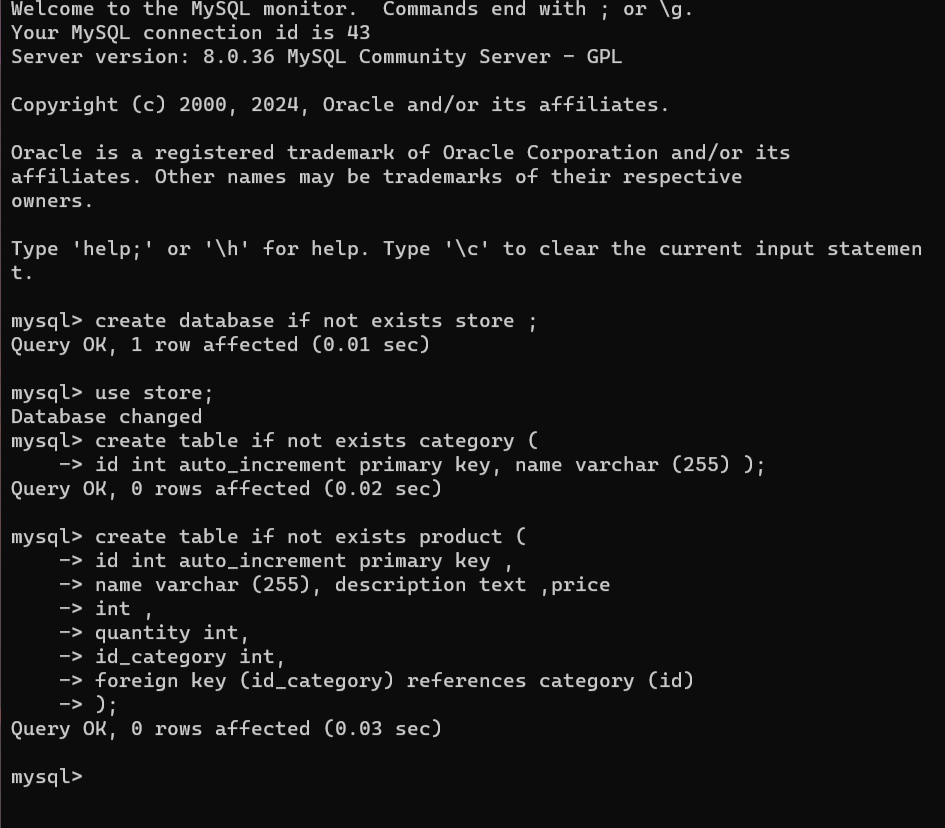 Welcome to the MySQL monitor.  Commands end with ; or \g.
Your MySQL connection id is 43
Server version: 8.0.36 MySQL Community Server - GPL

Copyright (c) 2000, 2024, Oracle and/or its affiliates.

Oracle is a registered trademark of Oracle Corporation and/or its
affiliates. Other names may be trademarks of their respective
owners.

Type 'help;' or '\h' for help. Type '\c' to clear the current input statemen
t.

mysql> create database if not exists store ;
Query OK, 1 row affected (0.01 sec)

mysql> use store;
Database changed
mysql> create table if not exists category (
    -> id int auto_increment primary key, name varchar (255) );
Query OK, 0 rows affected (0.02 sec)

mysql> create table if not exists product (
    -> id int auto_increment primary key ,
    -> name varchar (255), description text ,price
    -> int ,
    -> quantity int,
    -> id_category int,
    -> foreign key (id_category) references category (id)
    -> );
Query OK, 0 rows affected (0.03 sec)

mysql>